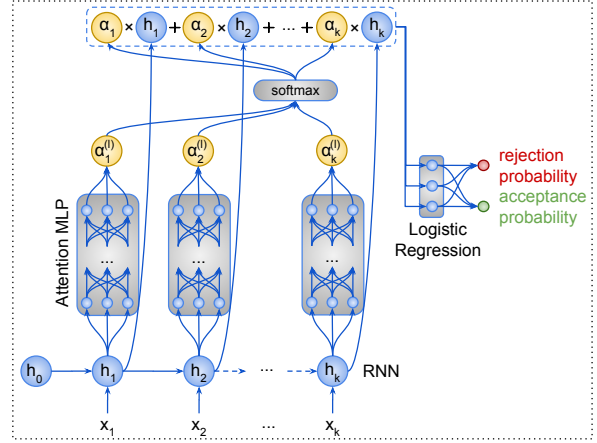 α1 × h1 + α2 × h2 + ... + αk × hk
softmax
α1(l) α2(l) αk(l)
rejection
probability
acceptance
probability
Attention MLP
...
...
...
Logistic
Regression
h0 h1 h2 ... hk RNN
x1 x2 ... xk